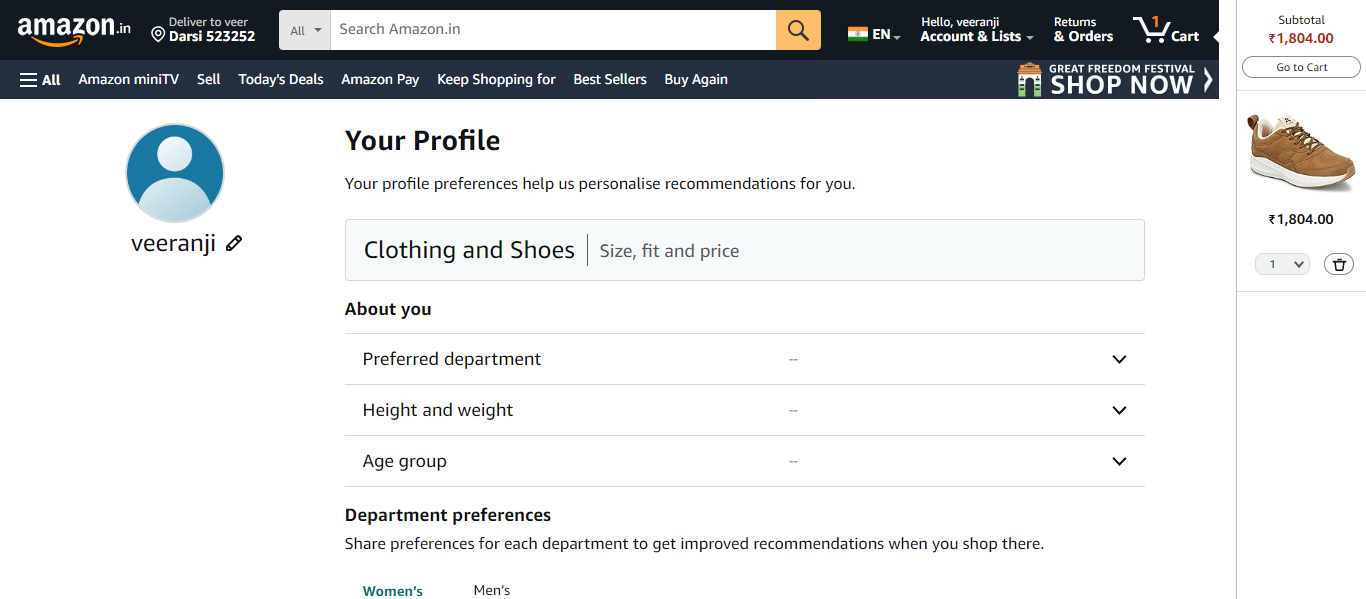 amazon.in
Deliver to veer
Darsi 523252
All
Search Amazon.in
EN
Hello, veeranji
Account & Lists
Returns
& Orders
1
Cart
All
Amazon miniTV
Sell
Today's Deals
Amazon Pay
Keep Shopping for
Best Sellers
Buy Again
GREAT FREEDOM FESTIVAL
SHOP NOW
Subtotal
₹1,804.00
Go to Cart
₹1,804.00
1
veeranji
Your Profile
Your profile preferences help us personalise recommendations for you.
Clothing and Shoes
Size, fit and price
About you
Preferred department --
Height and weight --
Age group --
Department preferences
Share preferences for each department to get improved recommendations when you shop there.
Women's
Men's